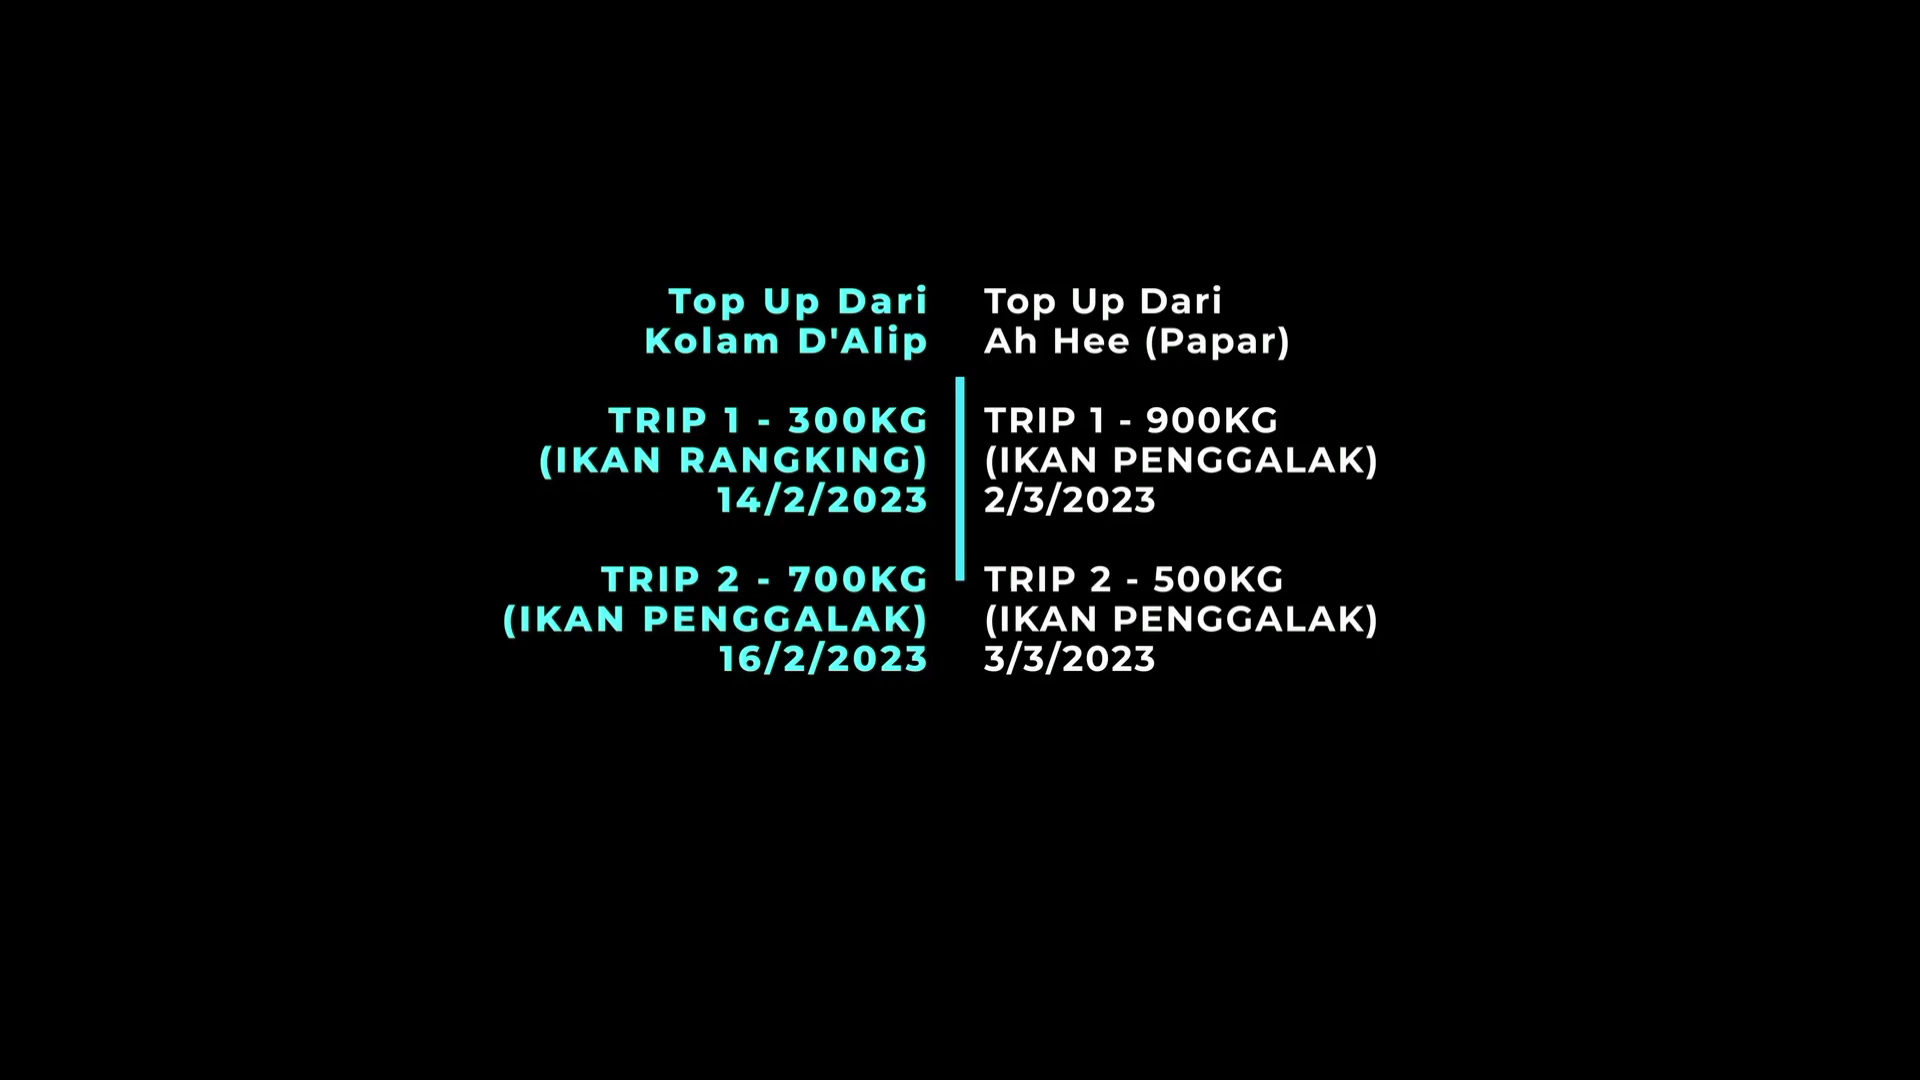 Top Up Dari
Kolam D'Alip
TRIP 1 - 300KG
(IKAN RANGKING)
14/2/2023
TRIP 2 - 700KG
(IKAN PENGGALAK)
16/2/2023
Top Up Dari
Ah Hee (Papar)
TRIP 1 - 900KG
(IKAN PENGGALAK)
2/3/2023
TRIP 2 - 500KG
(IKAN PENGGALAK)
3/3/2023